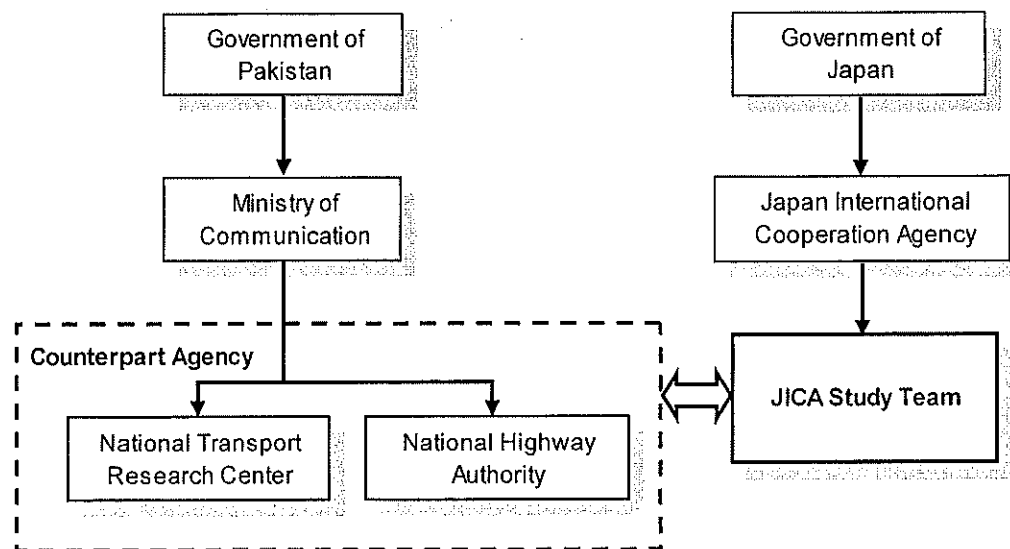 Government of
Pakistan
Government of
Japan
Ministry of
Communication
Japan International
Cooperation Agency
Counterpart Agency
JICA Study Team
National Transport
Research Center
National Highway
Authority